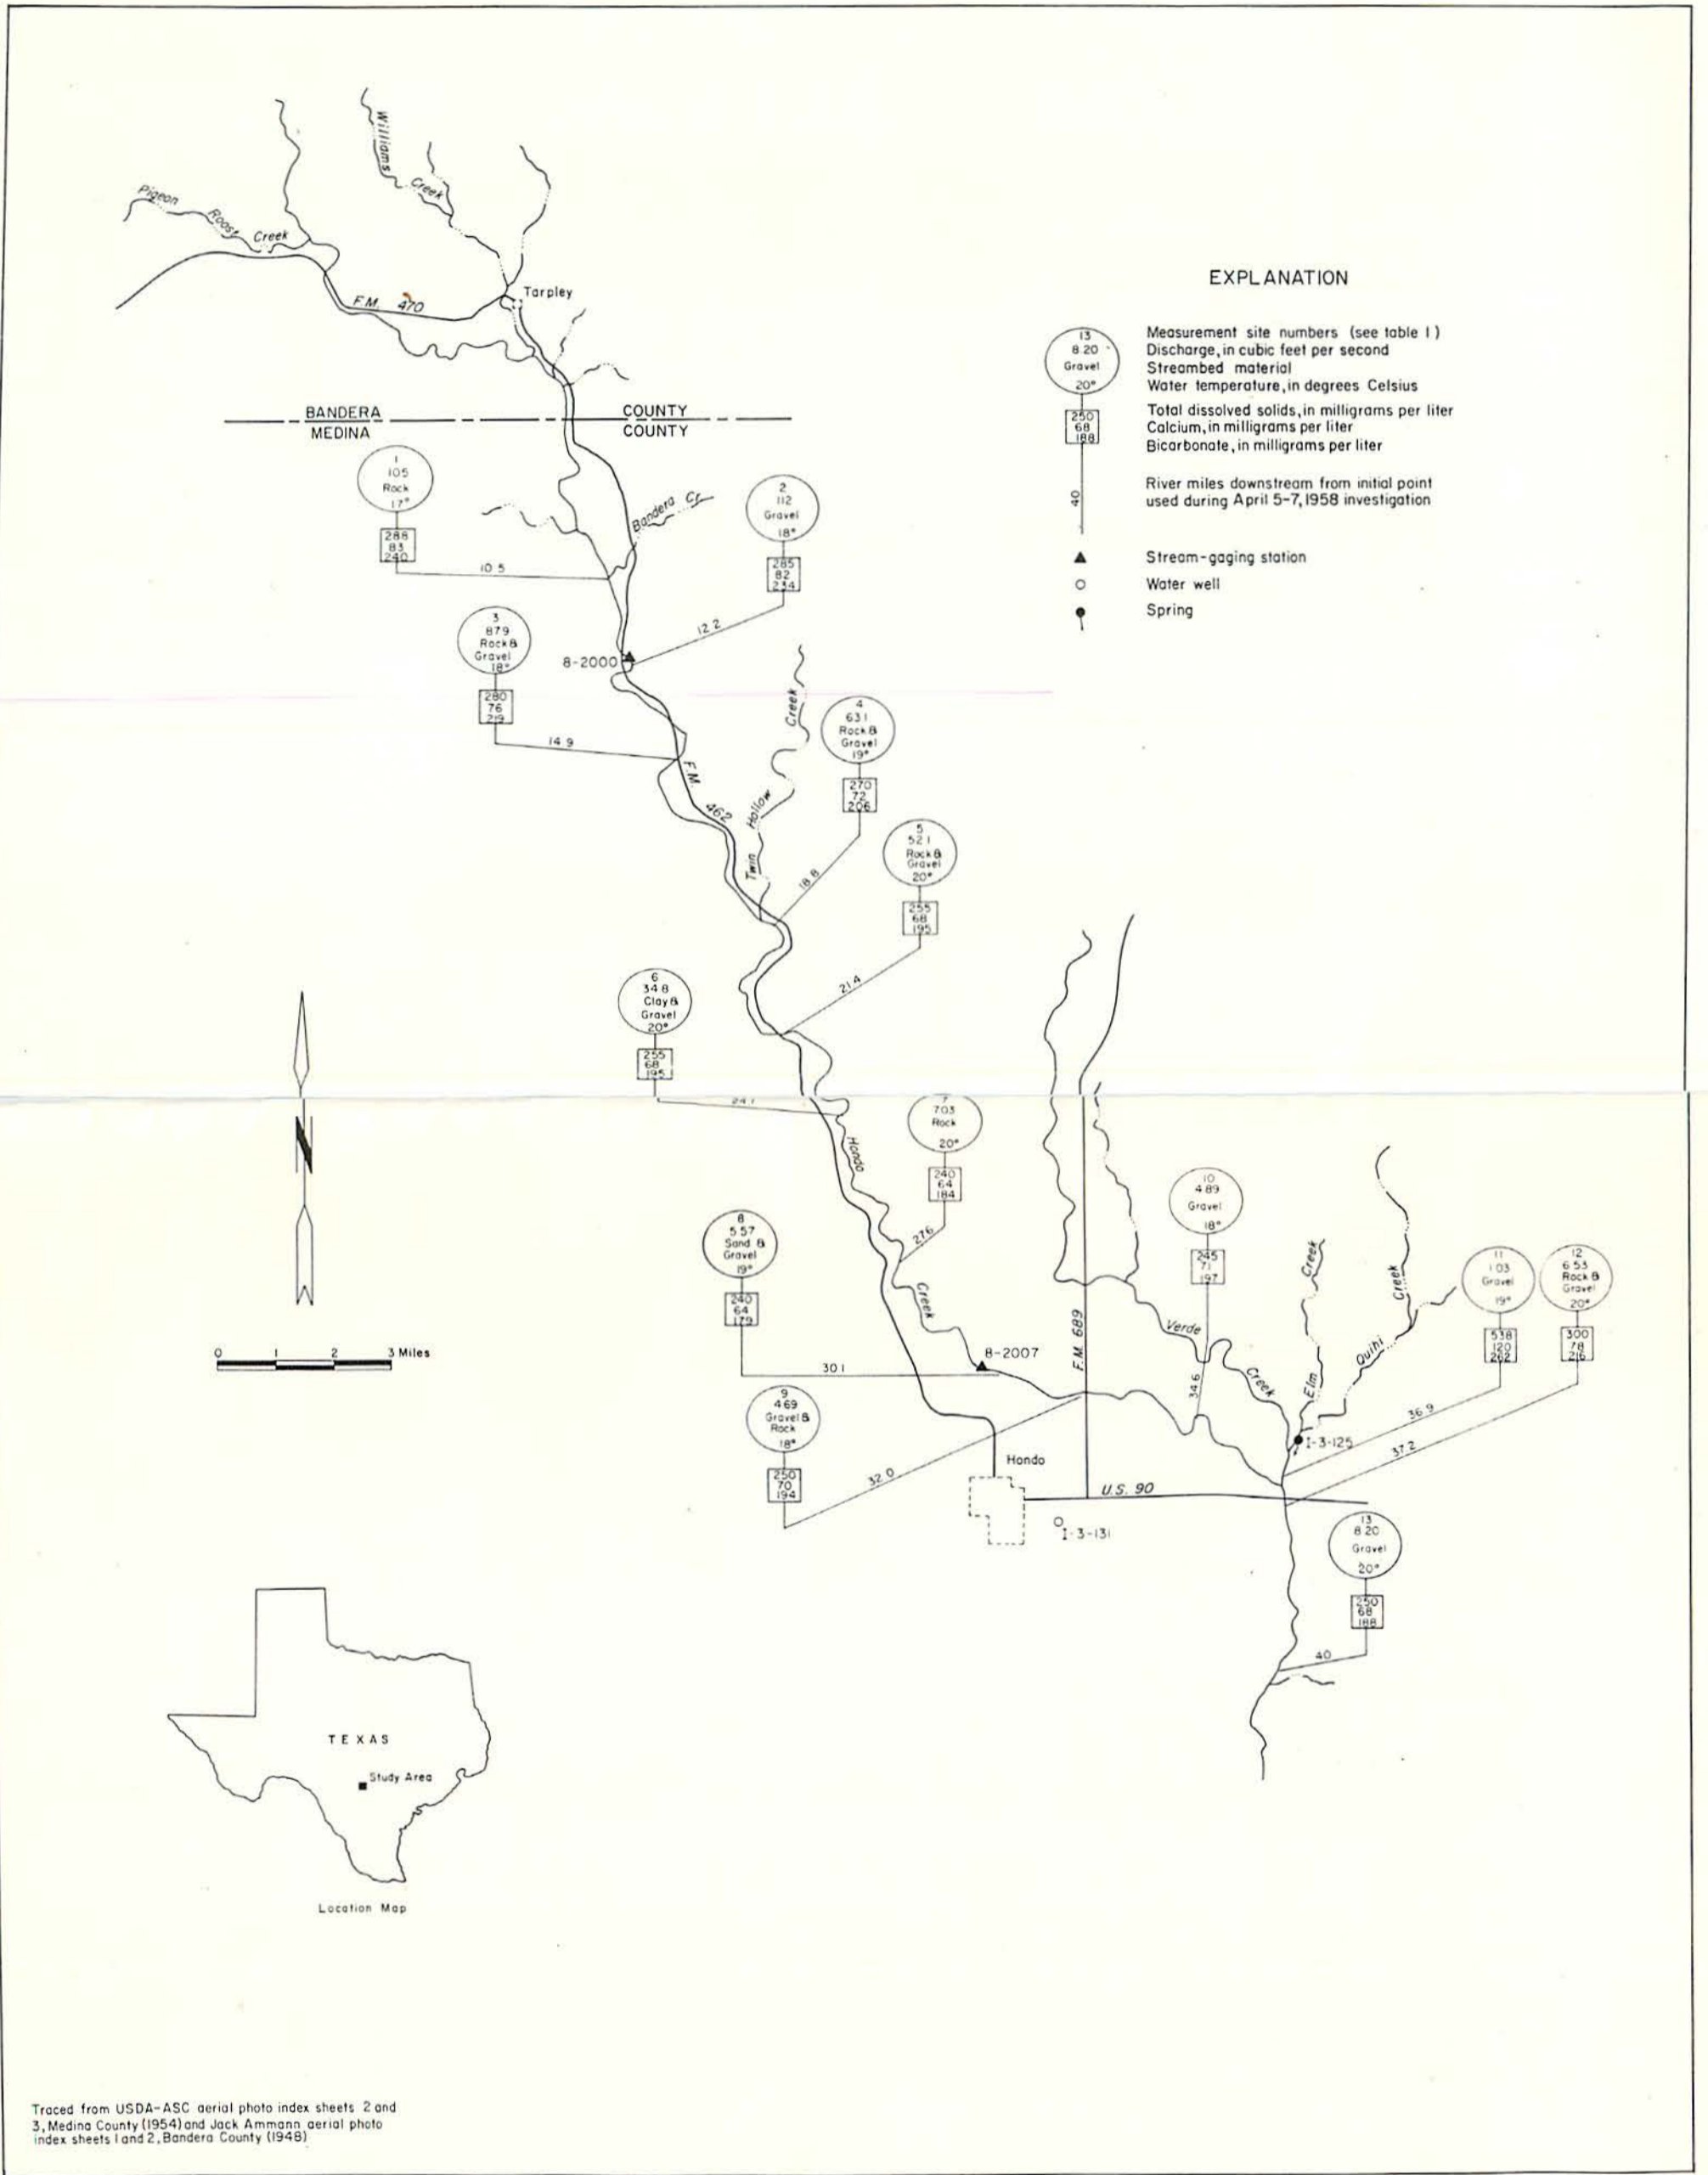 Williams
Creek
Pigeon
Roost
Creek
F.M. 470
Tarpley
BANDERA COUNTY
MEDINA COUNTY
EXPLANATION
13
8.20
Gravel
20°
250
68
188
40
Measurement site numbers (see table 1)
Discharge, in cubic feet per second
Streambed material
Water temperature, in degrees Celsius
Total dissolved solids, in milligrams per liter
Calcium, in milligrams per liter
Bicarbonate, in milligrams per liter
River miles downstream from initial point
used during April 5-7, 1958 investigation
Stream-gaging station
Water well
Spring
1
105
Rock
17°
288
83
240
10.5
Bandera Cr.
2
112
Gravel
18°
285
82
234
12.2
3
87.9
Rock &
Gravel
18°
280
76
219
14.9
8-2000
F.M.
462
Twin Hollow Creek
4
63.1
Rock &
Gravel
19°
270
72
206
18.8
5
52.1
Rock &
Gravel
20°
255
68
195
21.4
6
34.8
Clay &
Gravel
20°
255
68
195
24.1
Hondo
Creek
7
7.03
Rock
20°
240
64
184
27.6
8
5.57
Sand &
Gravel
19°
240
64
179
30.1
8-2007
9
4.69
Gravel &
Rock
18°
250
70
194
32.0
F.M. 689
10
4.89
Gravel
18°
245
71
197
34.6
Verde
Creek
Elm Creek
Quihi Creek
11
1.03
Gravel
19°
538
120
262
36.9
12
6.53
Rock &
Gravel
20°
300
78
216
37.2
I-3-125
Hondo
U.S. 90
I-3-131
13
8.20
Gravel
20°
250
68
188
40
N
0 1 2 3 Miles
TEXAS
Study Area
Location Map
Traced from USDA-ASC aerial photo index sheets 2 and
3, Medina County (1954) and Jack Ammann aerial photo
index sheets 1 and 2, Bandera County (1948)